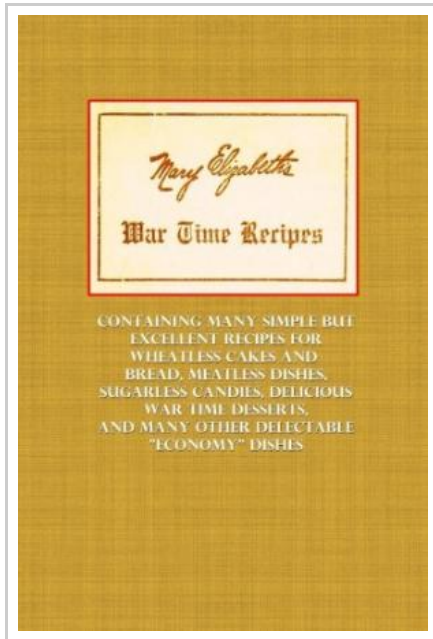 Mary Elizabeth's
War Time Recipes
CONTAINING MANY SIMPLE BUT
EXCELLENT RECIPES FOR
WHEATLESS CAKES AND
BREAD, MEATLESS DISHES,
SUGARLESS CANDIES, DELICIOUS
WAR TIME DESSERTS,
AND MANY OTHER DELECTABLE
"ECONOMY" DISHES